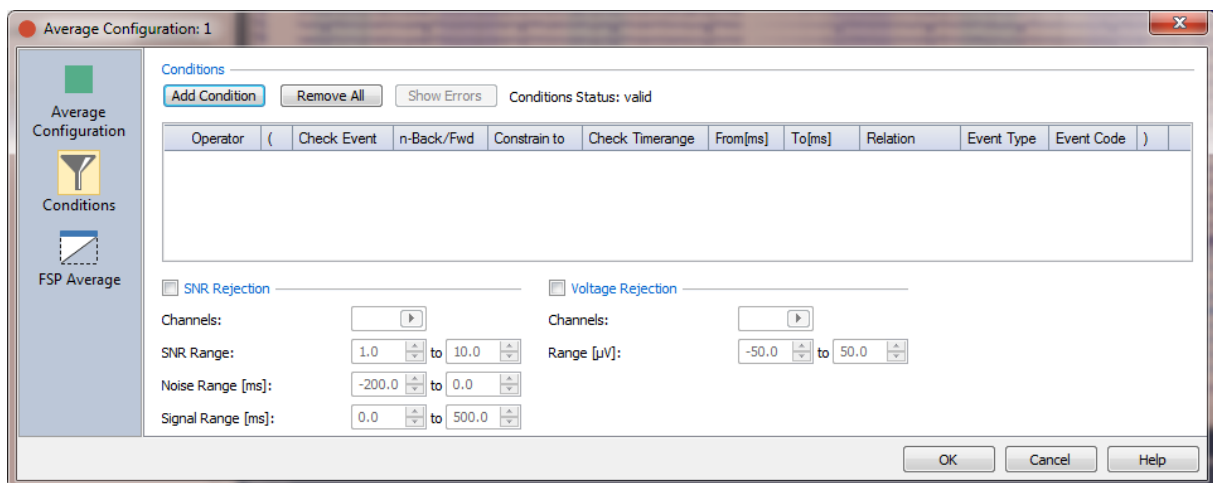 Average Configuration: 1
Average
Configuration
Conditions
FSP Average
Conditions
Add Condition Remove All Show Errors Conditions Status: valid
Operator ( Check Event n-Back/Fwd Constrain to Check Timerange From[ms] To[ms] Relation Event Type Event Code )
SNR Rejection
Channels:
SNR Range: 1.0 to 10.0
Noise Range [ms]: -200.0 to 0.0
Signal Range [ms]: 0.0 to 500.0
Voltage Rejection
Channels:
Range [µV]: -50.0 to 50.0
OK Cancel Help